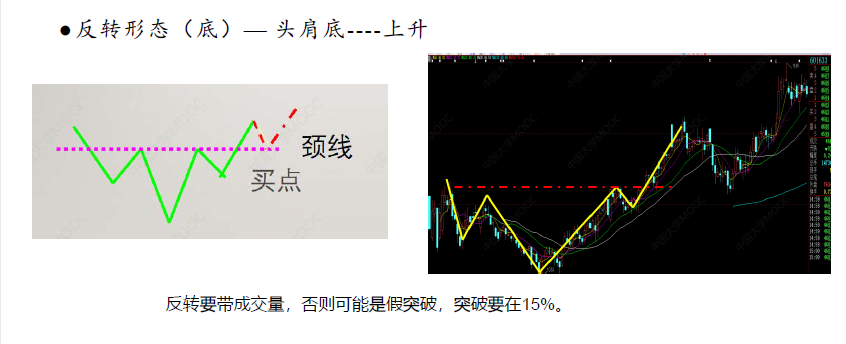 ●反转形态（底）— 头肩底----上升
颈线
买点
601633
反转要带成交量，否则可能是假突破，突破要在15%。